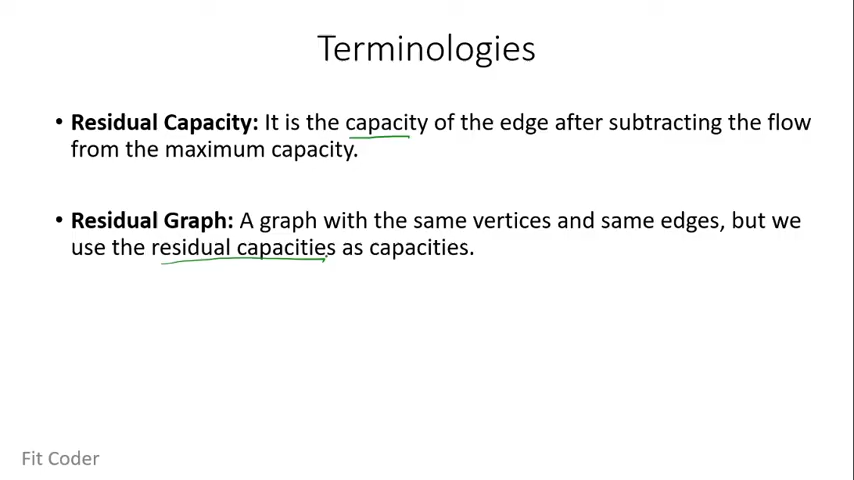 Terminologies
• Residual Capacity: It is the capacity of the edge after subtracting the flow
from the maximum capacity.
• Residual Graph: A graph with the same vertices and same edges, but we
use the residual capacities as capacities.
Fit Coder